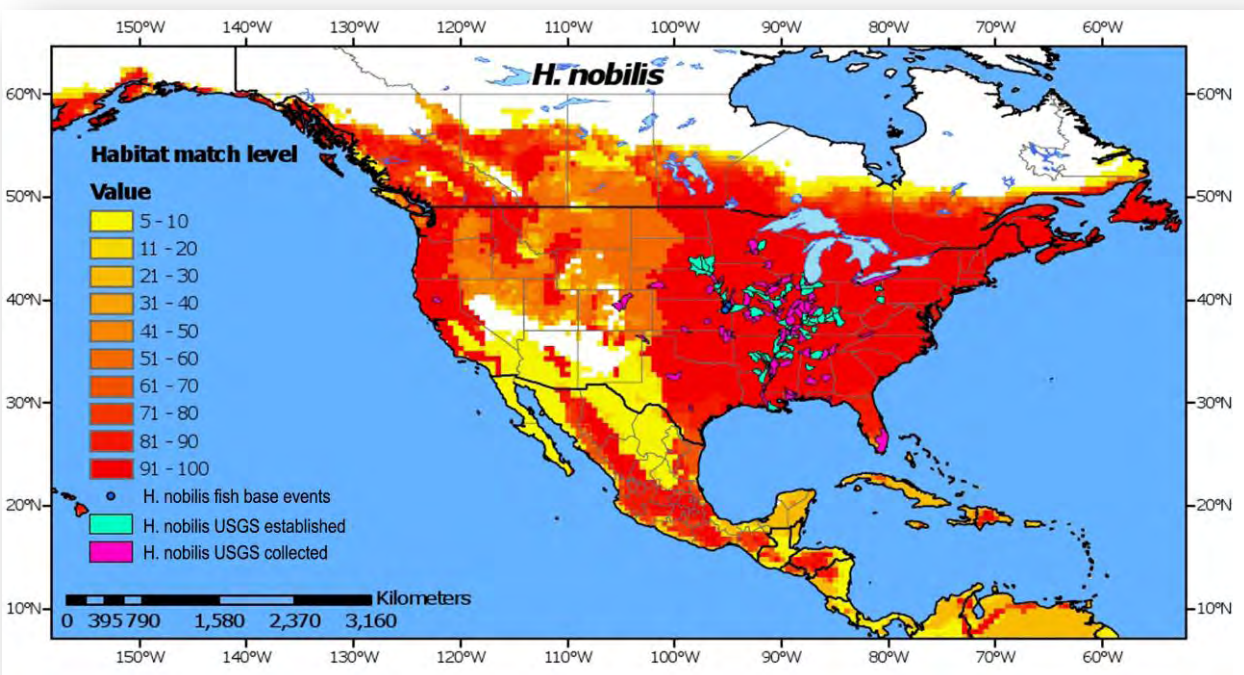 150°W 140°W 130°W 120°W 110°W 100°W 90°W 80°W 70°W 60°W
H. nobilis
60°N 60°N
Habitat match level
Value
50°N 50°N
5 - 10
11 - 20
21 - 30
40°N 40°N
31 - 40
41 - 50
51 - 60
61 - 70
30°N 30°N
71 - 80
81 - 90
91 - 100
H. nobilis fish base events
20°N 20°N
H. nobilis USGS established
H. nobilis USGS collected
Kilometers
10°N 10°N
0 395 790 1,580 2,370 3,160
150°W 140°W 130°W 120°W 110°W 100°W 90°W 80°W 70°W 60°W